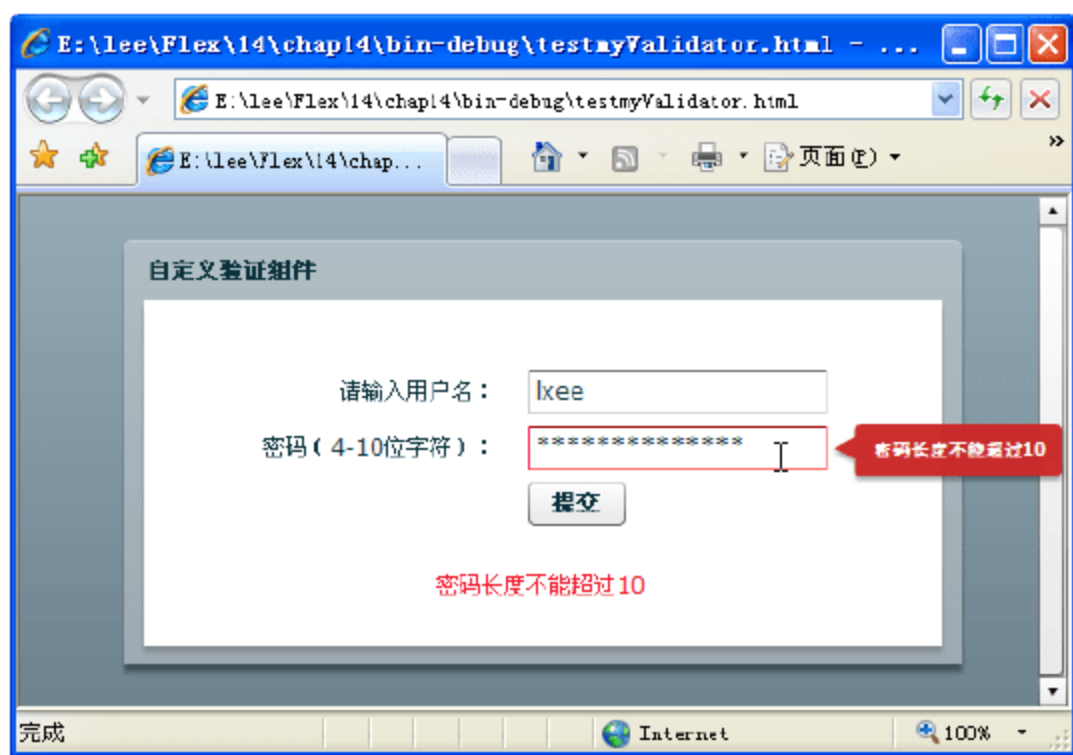 E:\lee\Flex\14\chap14\bin-debug\testmyValidator.html - ...
E:\lee\Flex\14\chap14\bin-debug\testmyValidator.html
E:\lee\Flex\14\chap...
页面(P)
自定义验证组件
请输入用户名：
lxee
密码（4-10位字符）：
**************
密码长度不能超过10
提交
密码长度不能超过10
完成
Internet
100%